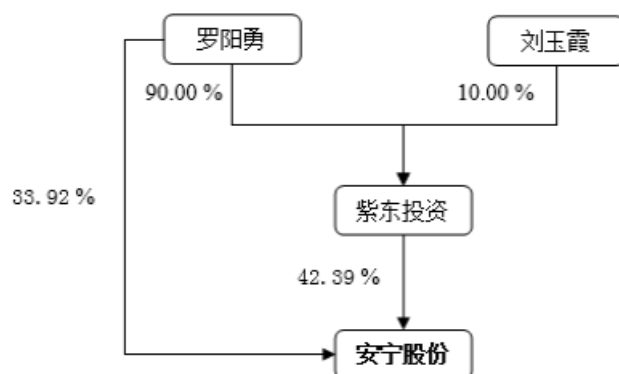 罗阳勇
刘玉霞
90.00 %
10.00 %
33.92 %
紫东投资
42.39 %
安宁股份